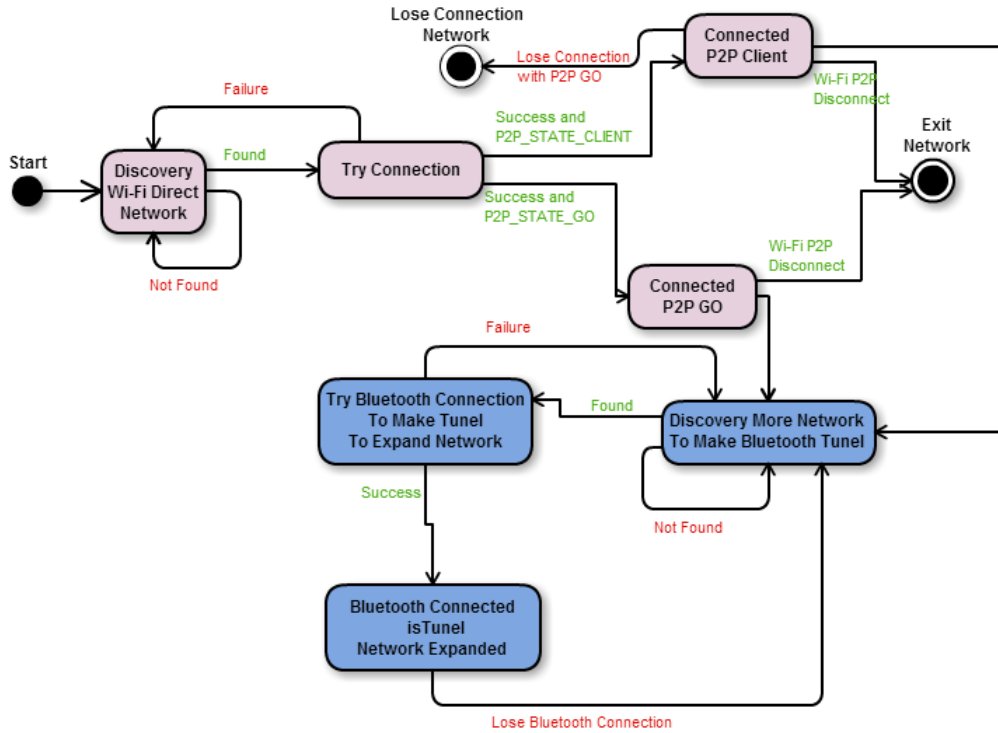 Lose Connection
Network
Connected
P2P Client
Lose Connection
with P2P GO
Wi-Fi P2P
Disconnect
Failure
Success and
P2P_STATE_CLIENT
Exit
Network
Start
Found
Discovery
Wi-Fi Direct
Network
Try Connection
Success and
P2P_STATE_GO
Not Found
Wi-Fi P2P
Disconnect
Connected
P2P GO
Failure
Try Bluetooth Connection
To Make Tunel
To Expand Network
Found
Discovery More Network
To Make Bluetooth Tunel
Success
Not Found
Bluetooth Connected
isTunel
Network Expanded
Lose Bluetooth Connection